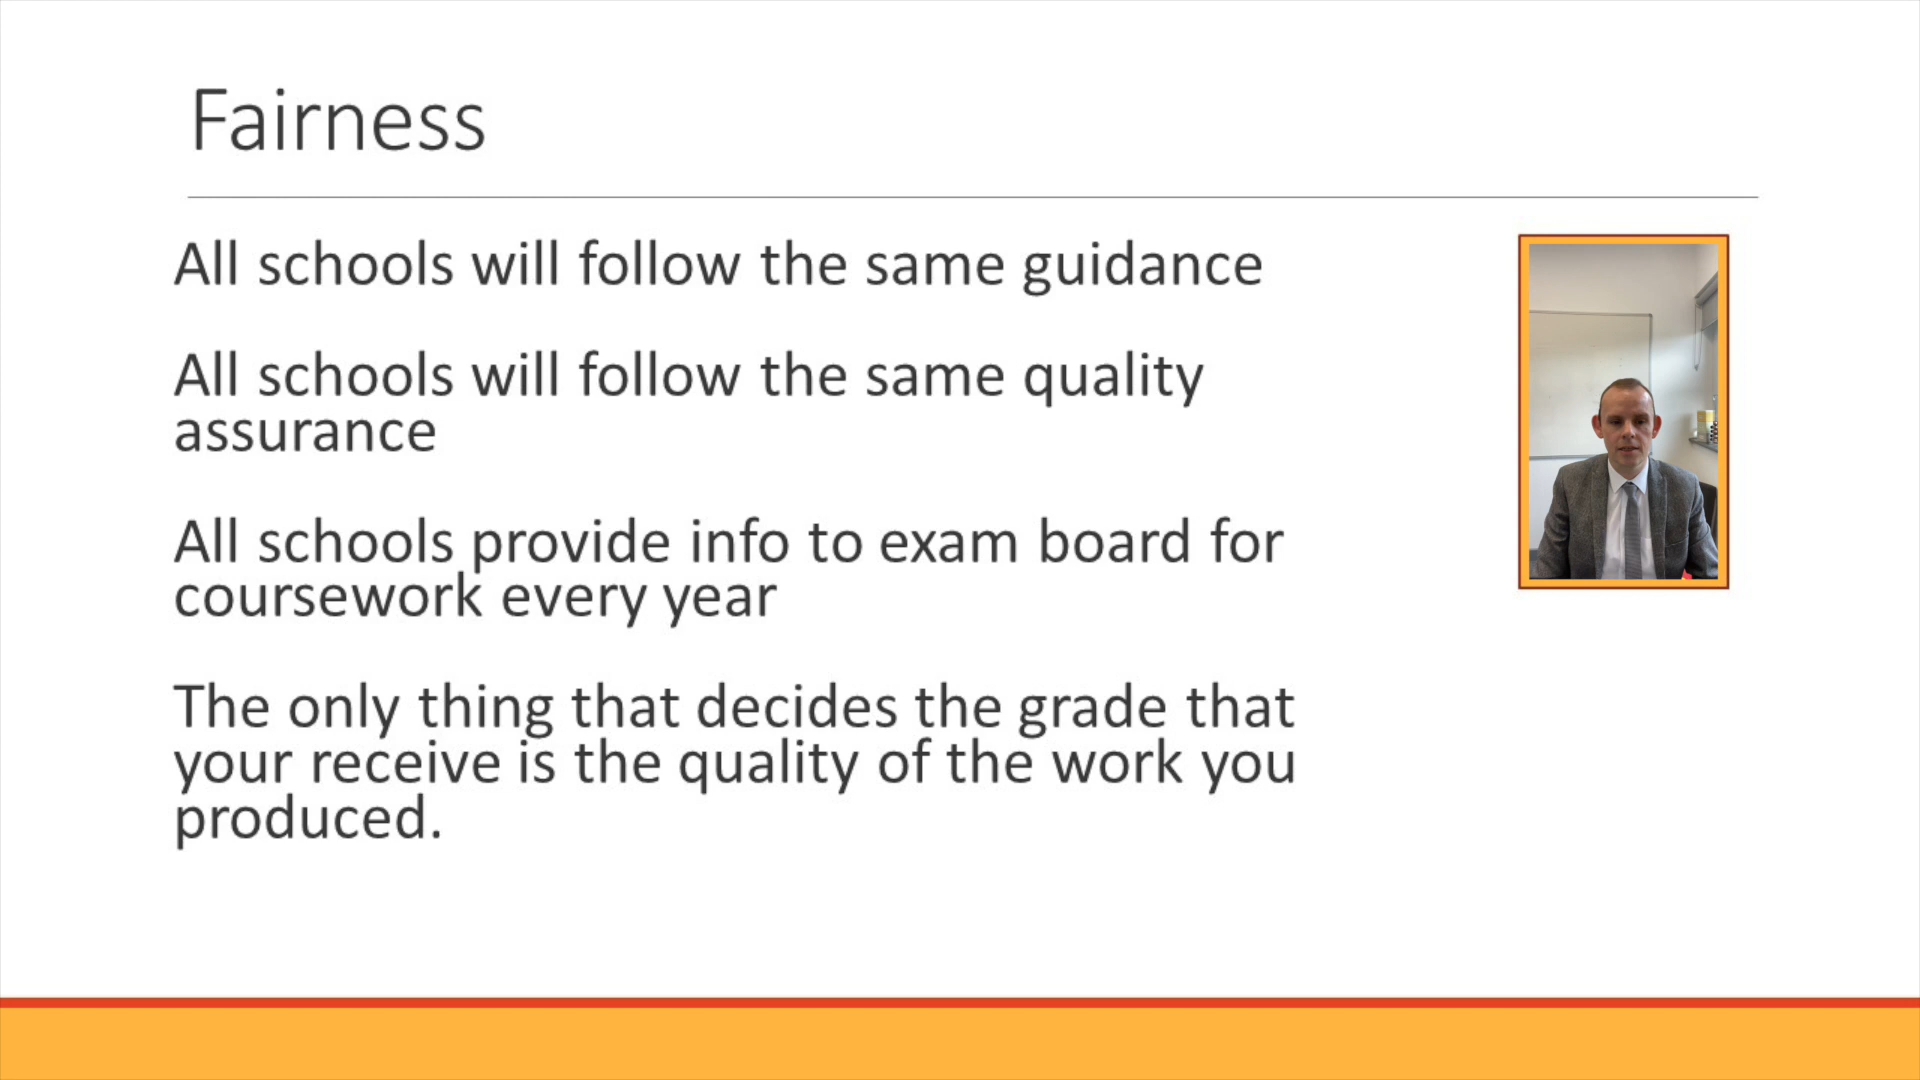 Fairness
All schools will follow the same guidance
All schools will follow the same quality
assurance
All schools provide info to exam board for
coursework every year
The only thing that decides the grade that
your receive is the quality of the work you
produced.